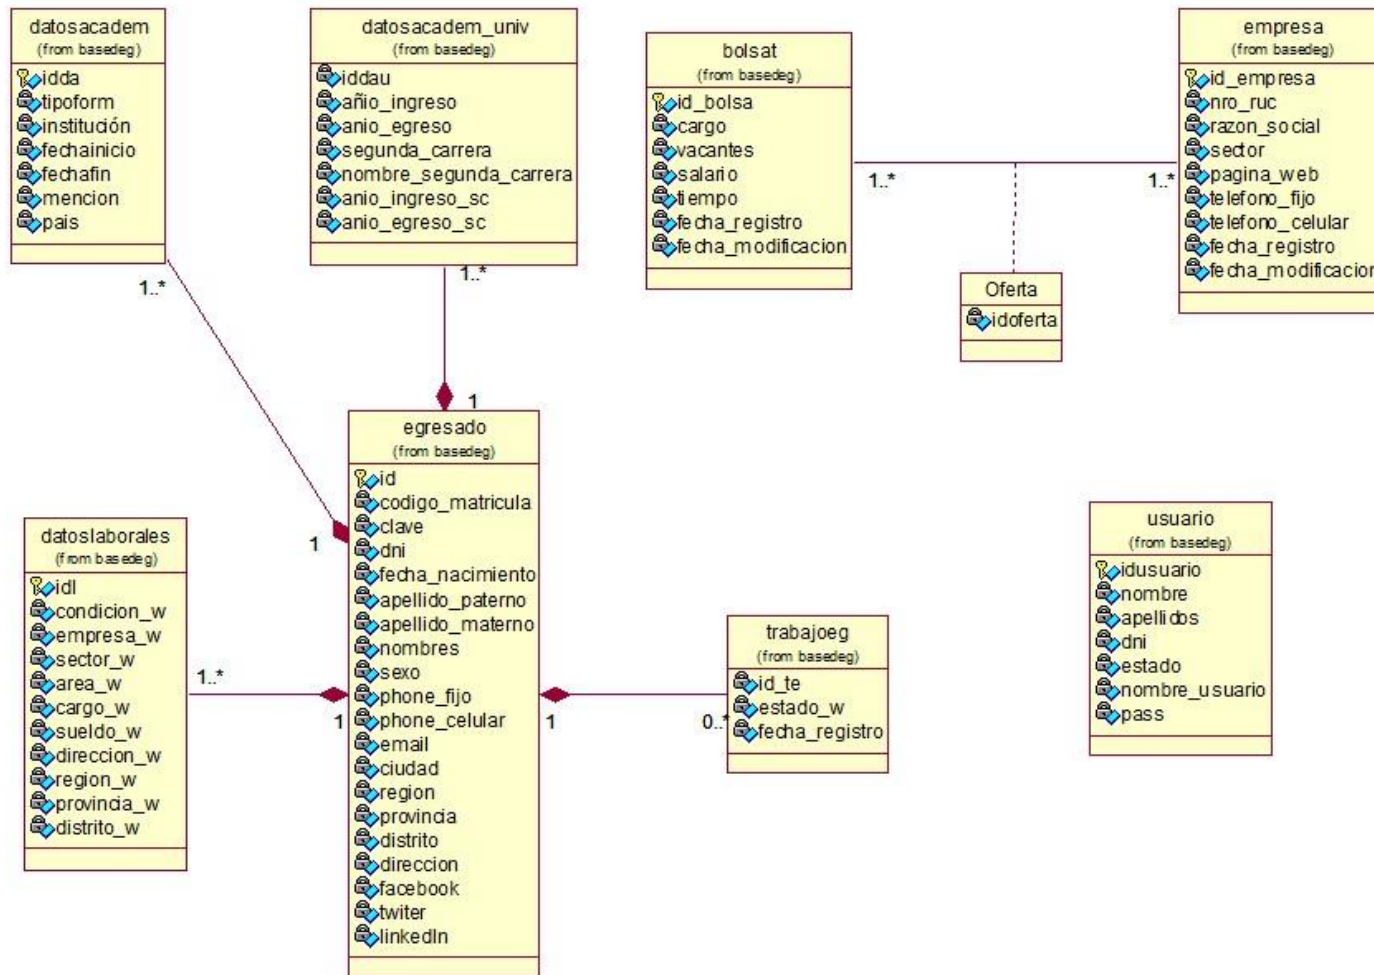 datosacadem
(from basedeg)
idda
tipoform
institución
fechainicio
fechafin
mencion
pais
1..*
datosacadem_univ
(from basedeg)
iddau
añio_ingreso
anio_egreso
segunda_carrera
nombre_segunda_carrera
anio_ingreso_sc
anio_egreso_sc
1..*
bolsat
(from basedeg)
id_bolsa
cargo
vacantes
salario
tiempo
fecha_registro
fecha_modificacion
1..*
1..*
empresa
(from basedeg)
id_empresa
nro_ruc
razon_social
sector
pagina_web
telefono_fijo
telefono_celular
fecha_registro
fecha_modificacion
Oferta
idoferta
1
1
egresado
(from basedeg)
id
codigo_matricula
clave
dni
fecha_nacimiento
apellido_paterno
apellido_materno
nombres
sexo
phone_fijo
phone_celular
email
ciudad
region
provincia
distrito
direccion
facebook
twiter
linkedIn
datoslaborales
(from basedeg)
idl
condicion_w
empresa_w
sector_w
area_w
cargo_w
sueldo_w
direccion_w
region_w
provincia_w
distrito_w
1..*
1
1
0..*
trabajoeg
(from basedeg)
id_te
estado_w
fecha_registro
usuario
(from basedeg)
idusuario
nombre
apellidos
dni
estado
nombre_usuario
pass